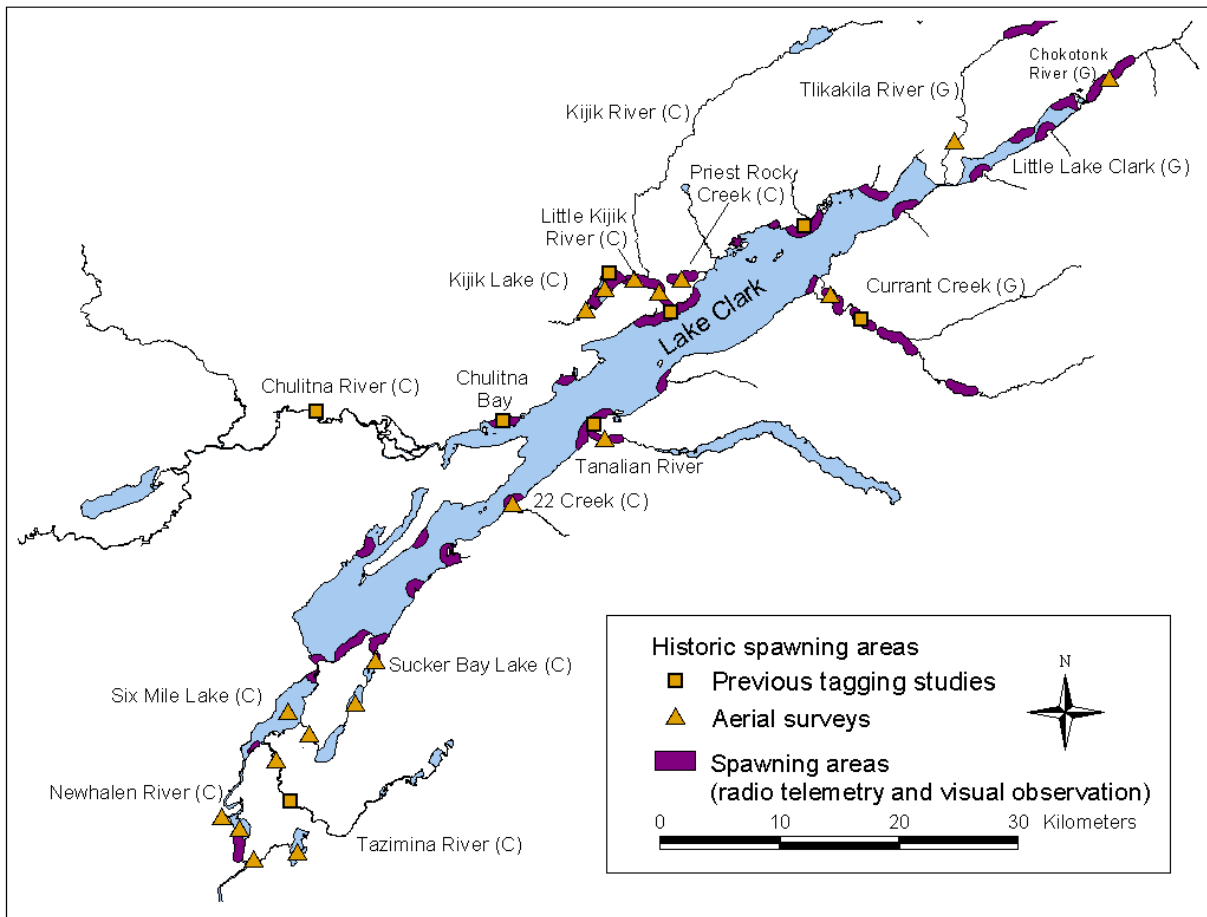 Chokotonk
River (G)
Tlikakila River (G)
Kijik River (C)
Little Lake Clark (G)
Priest Rock
Creek (C)
Little Kijik
River (C)
Kijik Lake (C)
Currant Creek (G)
Lake Clark
Chulitna River (C)
Chulitna
Bay
Tanalian River
22 Creek (C)
Sucker Bay Lake (C)
Six Mile Lake (C)
Newhalen River (C)
Tazimina River (C)
Historic spawning areas
Previous tagging studies
Aerial surveys
Spawning areas
(radio telemetry and visual observation)
N
0 10 20 30 Kilometers